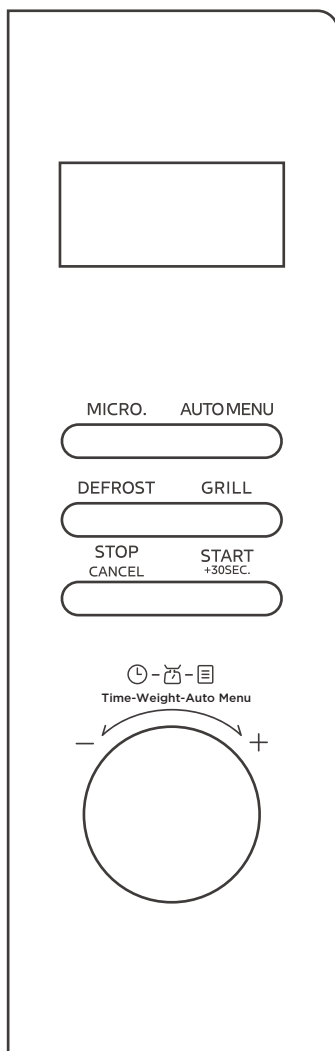 MICRO. AUTO MENU
DEFROST GRILL
STOP START
CANCEL +30SEC.
Time-Weight-Auto Menu
− +